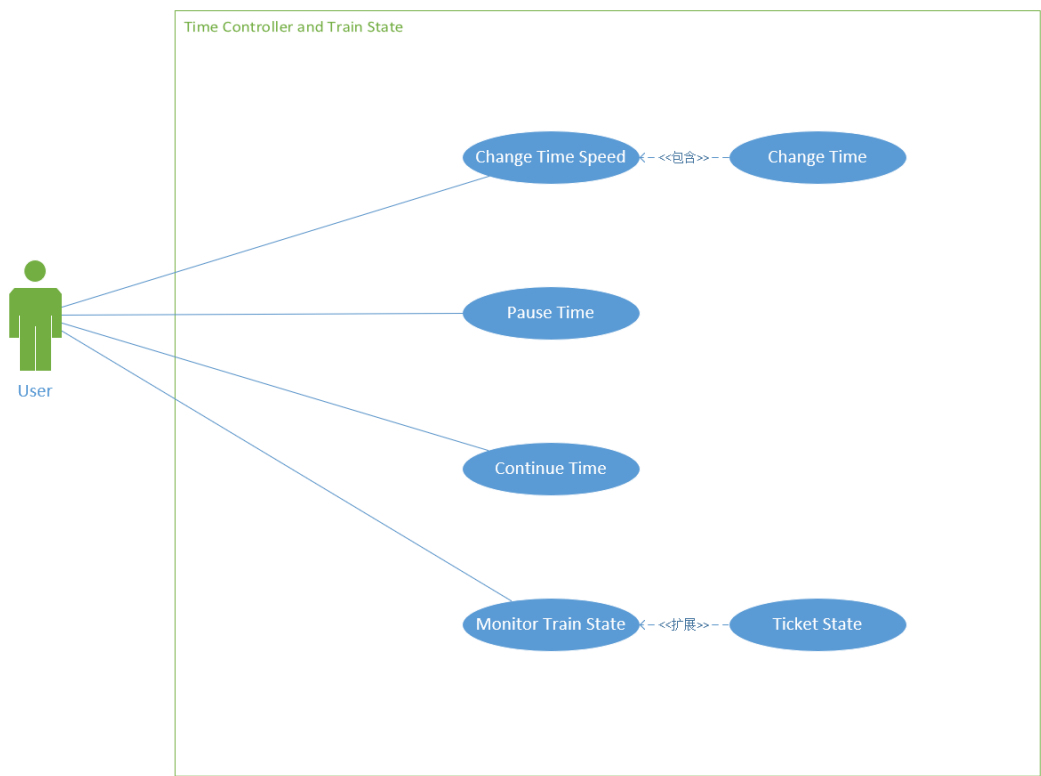 Time Controller and Train State
Change Time Speed
<<包含>>
Change Time
Pause Time
User
Continue Time
Monitor Train State
<<扩展>>
Ticket State